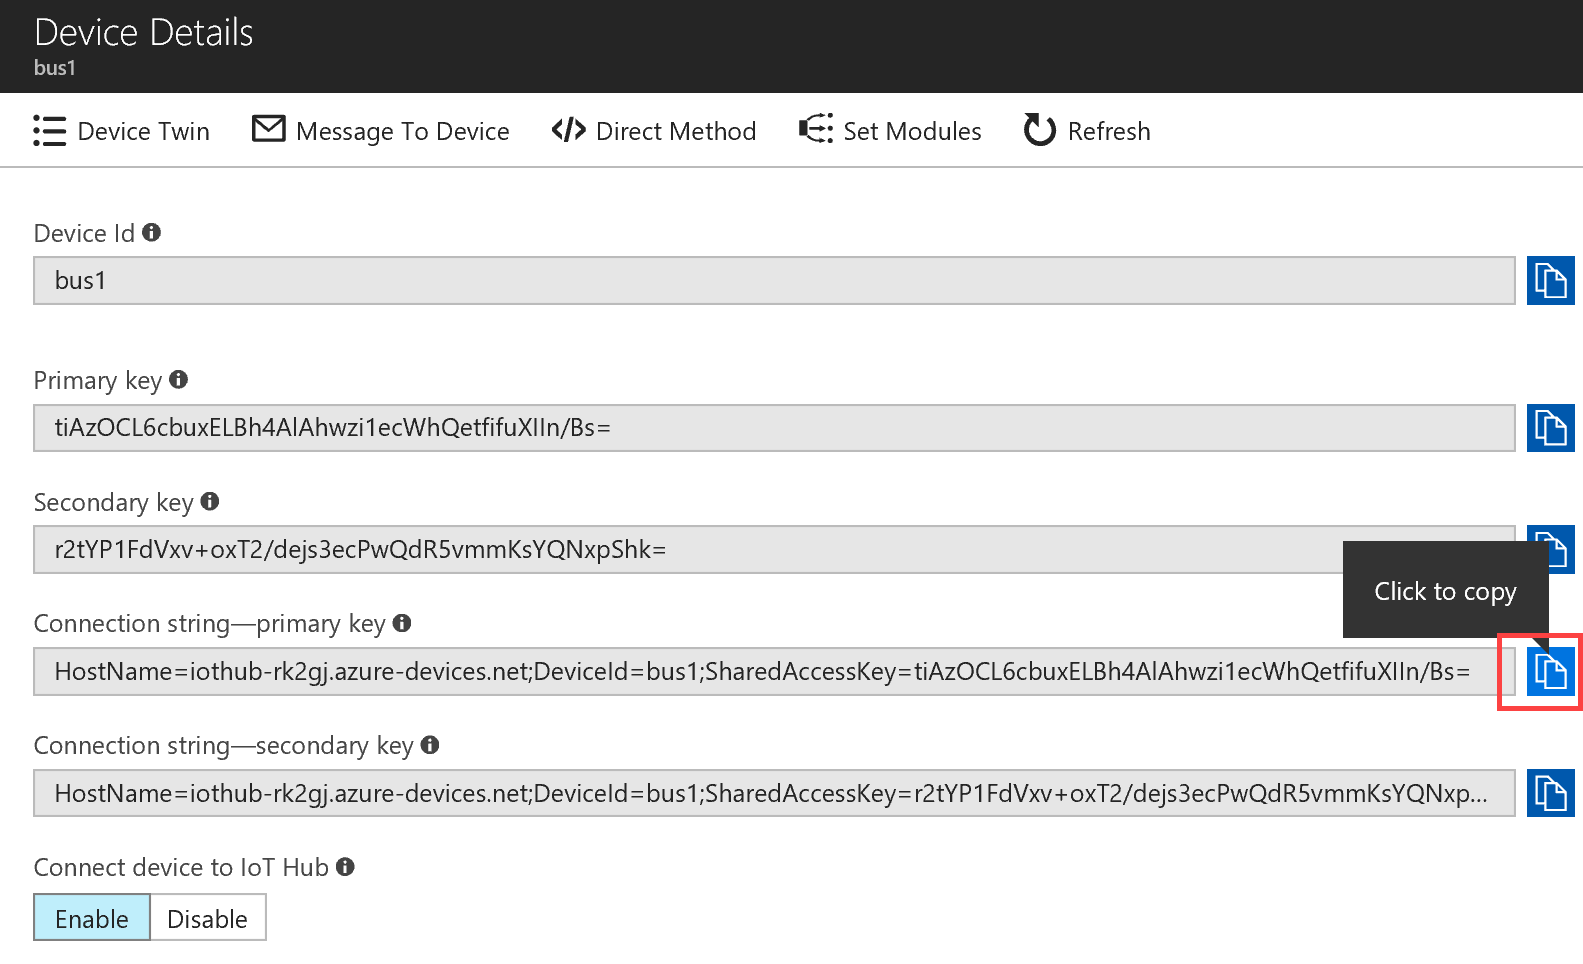 Device Details
bus1
Device Twin Message To Device Direct Method Set Modules Refresh
Device Id
bus1
Primary key
tiAzOCL6cbuxELBh4AlAhwzi1ecWhQetfifuXIIn/Bs=
Secondary key
r2tYP1FdVxv+oxT2/dejs3ecPwQdR5vmmKsYQNxpShk=
Click to copy
Connection string—primary key
HostName=iothub-rk2gj.azure-devices.net;DeviceId=bus1;SharedAccessKey=tiAzOCL6cbuxELBh4AlAhwzi1ecWhQetfifuXIIn/Bs=
Connection string—secondary key
HostName=iothub-rk2gj.azure-devices.net;DeviceId=bus1;SharedAccessKey=r2tYP1FdVxv+oxT2/dejs3ecPwQdR5vmmKsYQNxp...
Connect device to IoT Hub
Enable Disable